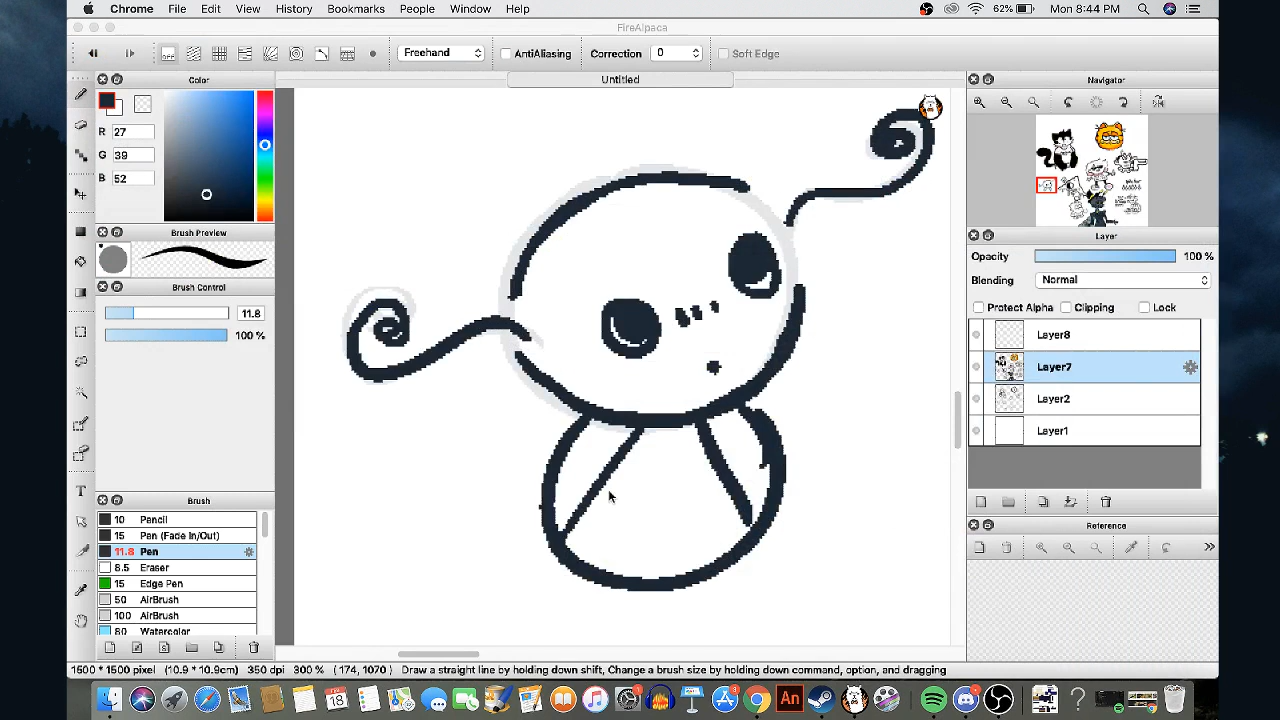 Chrome File Edit View History Bookmarks People Window Help 62% Mon 8:44 PM
FireAlpaca
OFF Freehand AntiAliasing Correction 0 Soft Edge
Untitled
Color
R 27
G 39
B 52
Brush Preview
Brush Control
11.8
100 %
Brush
10 Pencil
15 Pen (Fade In/Out)
11.8 Pen
8.5 Eraser
15 Edge Pen
50 AirBrush
100 AirBrush
80 Watercolor
Navigator
Layer
Opacity 100 %
Blending Normal
Protect Alpha Clipping Lock
Layer8
Layer7
Layer2
Layer1
Reference
1500 * 1500 pixel (10.9 * 10.9cm) 350 dpi 300 % (174, 1070) Draw a straight line by holding down shift, Change a brush size by holding down command, option, and dragging
An